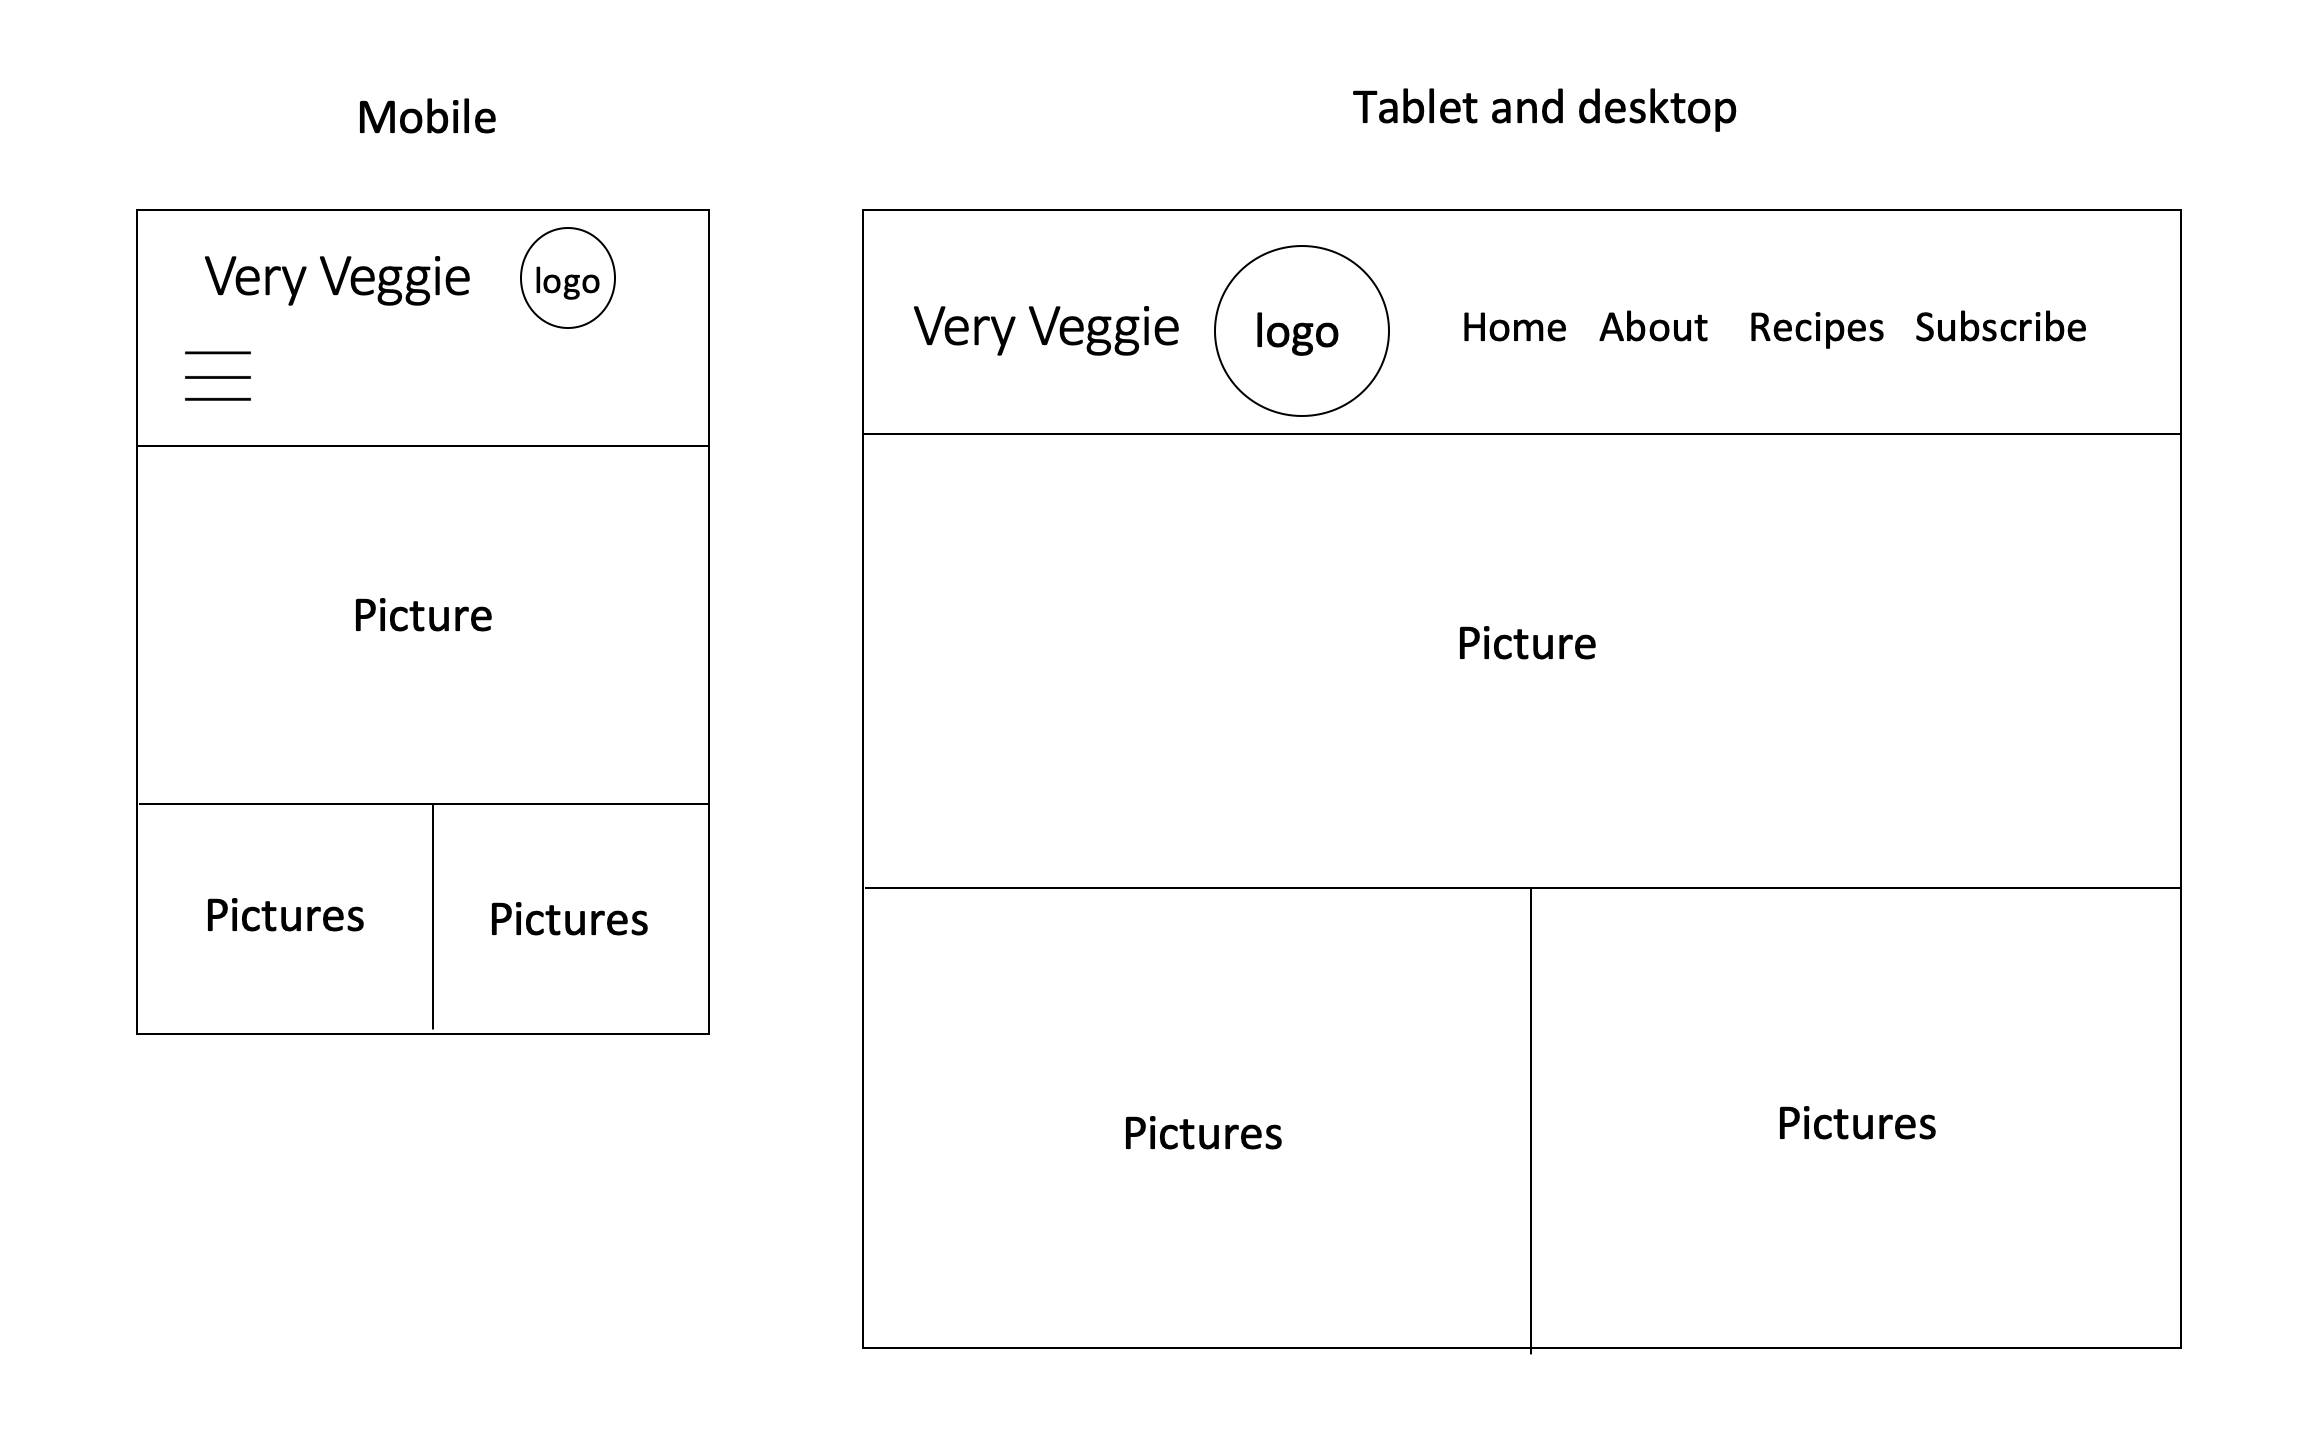 Mobile
Very Veggie logo
Picture
Pictures Pictures
Tablet and desktop
Very Veggie logo Home About Recipes Subscribe
Picture
Pictures Pictures